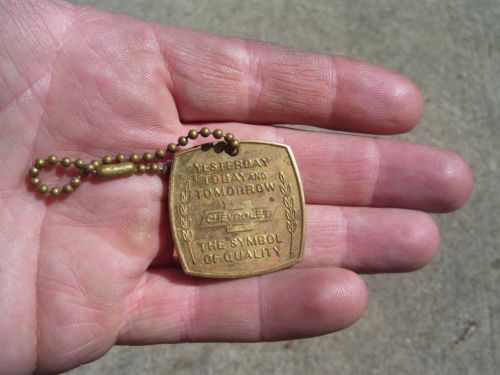 YESTERDAY
TODAY AND
TOMORROW
CHEVROLET
THE SYMBOL
OF QUALITY